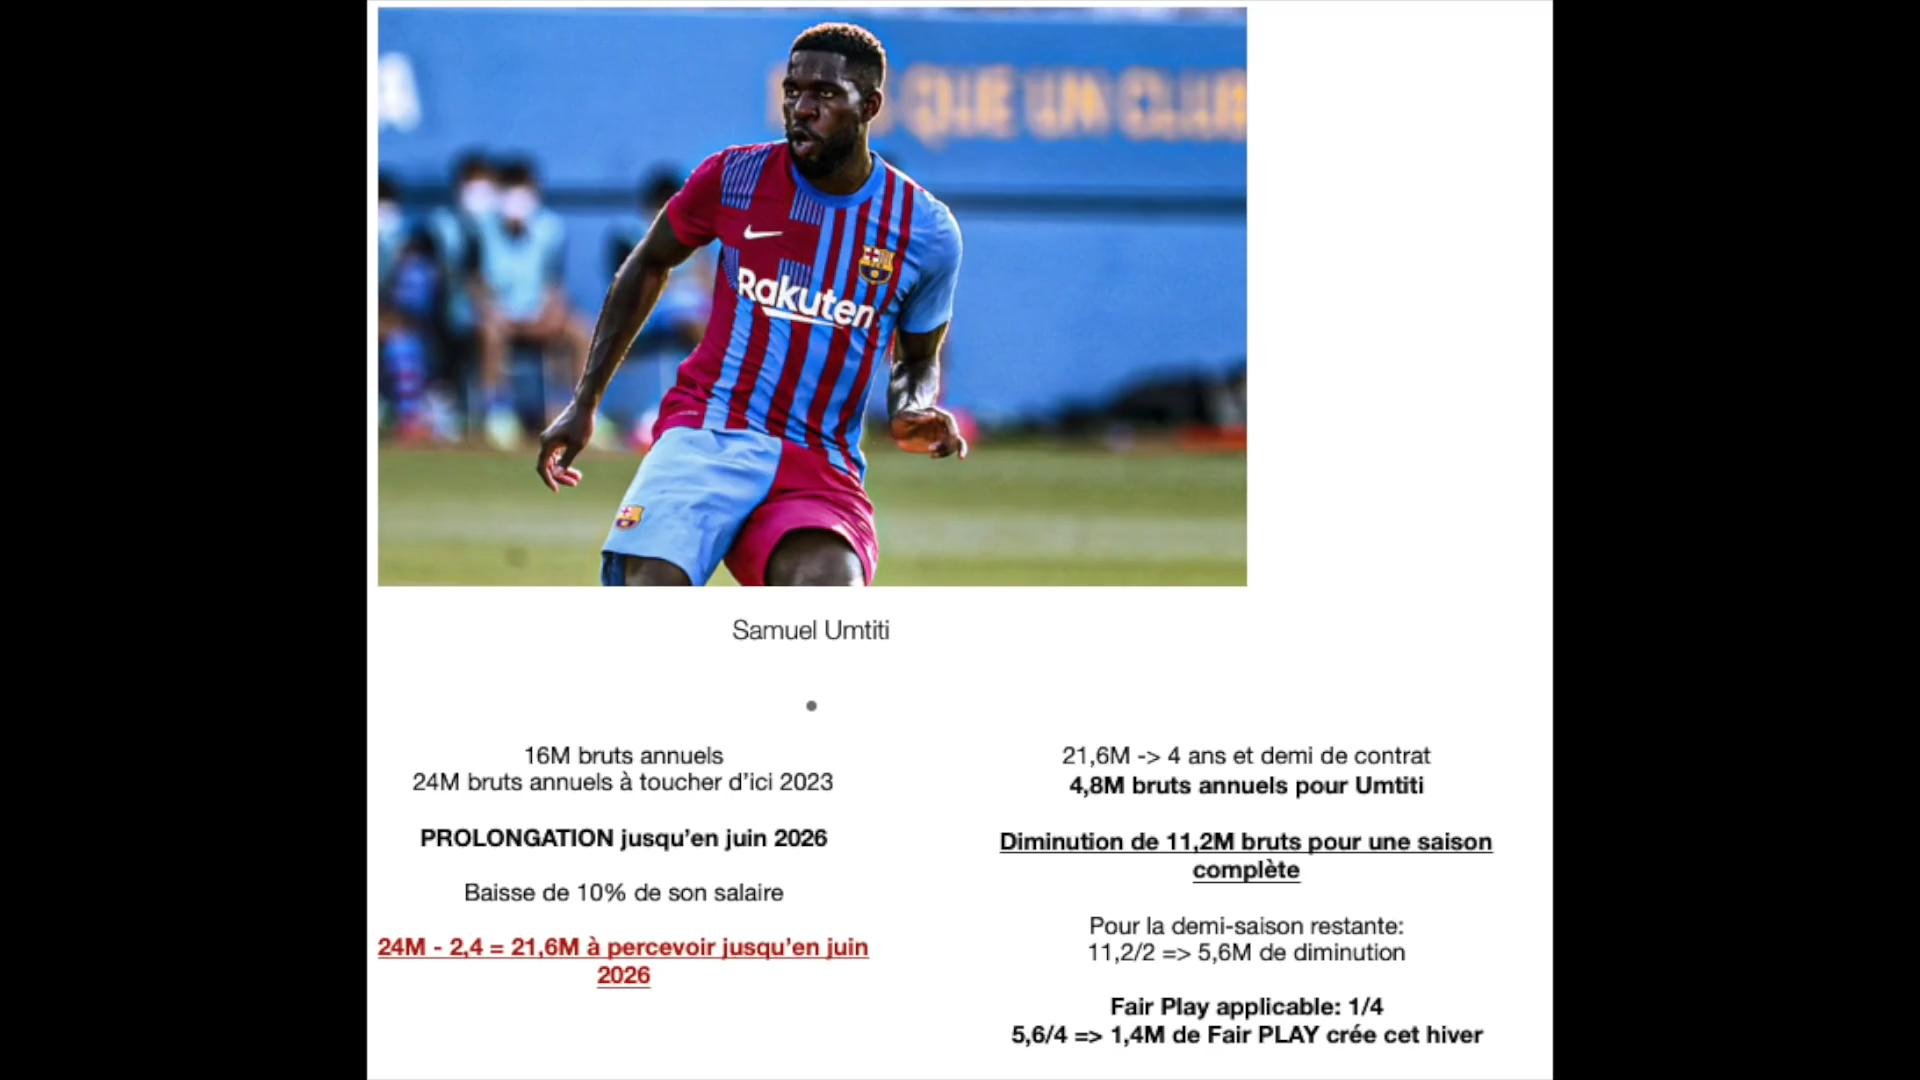 QUE UN CLUB
Rakuten
Samuel Umtiti
16M bruts annuels
24M bruts annuels à toucher d'ici 2023
PROLONGATION jusqu'en juin 2026
Baisse de 10% de son salaire
24M - 2,4 = 21,6M à percevoir jusqu'en juin
2026
21,6M -> 4 ans et demi de contrat
4,8M bruts annuels pour Umtiti
Diminution de 11,2M bruts pour une saison
complète
Pour la demi-saison restante:
11,2/2 => 5,6M de diminution
Fair Play applicable: 1/4
5,6/4 => 1,4M de Fair PLAY crée cet hiver